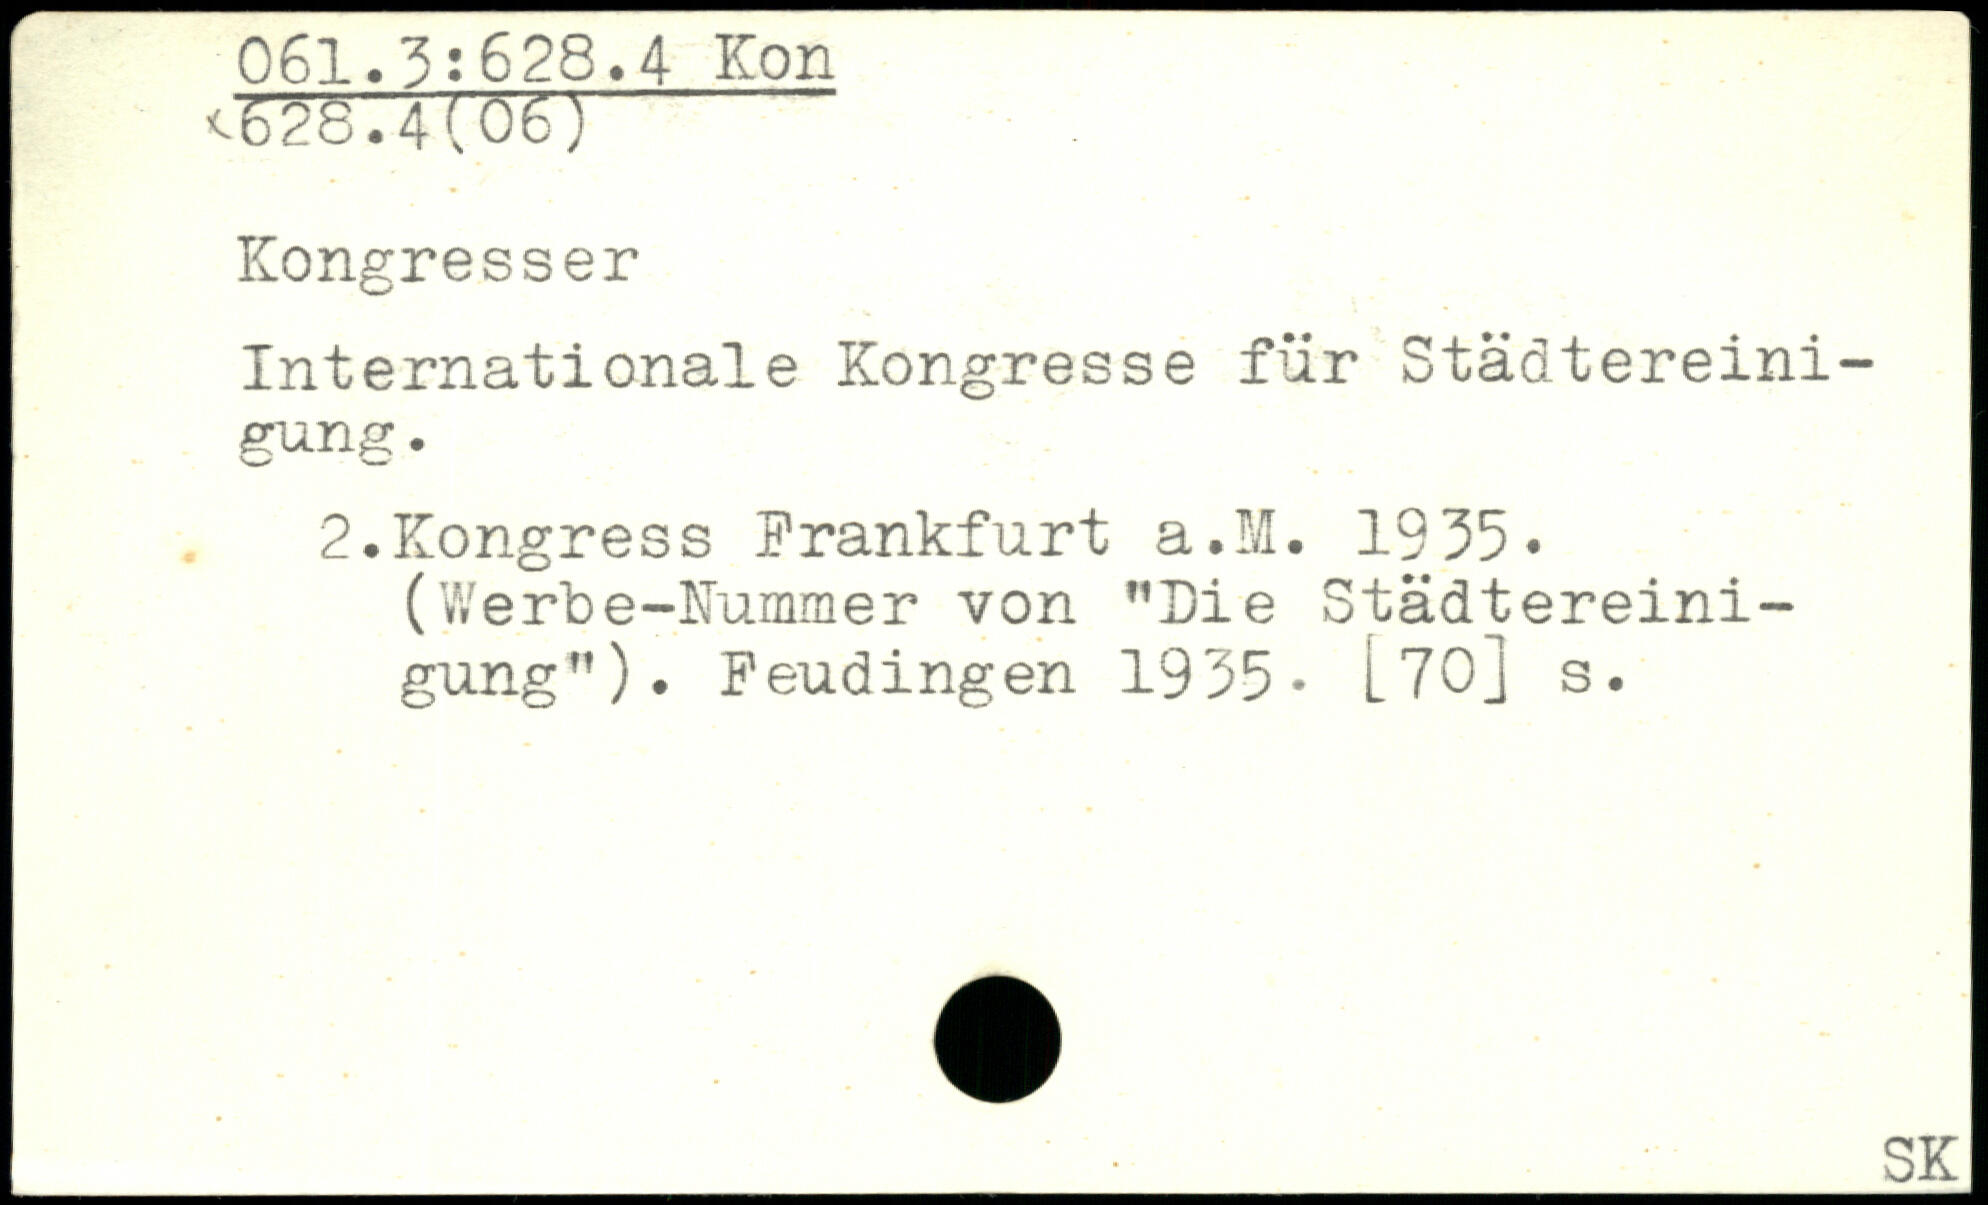 061.3:628.4 Kon
x628.4(06)
Kongresser
Internationale Kongresse für Städtereini-
gung.
2.Kongress Frankfurt a.M. 1935.
(Werbe-Nummer von "Die Städtereini-
gung"). Feudingen 1935. [70] s.
SK